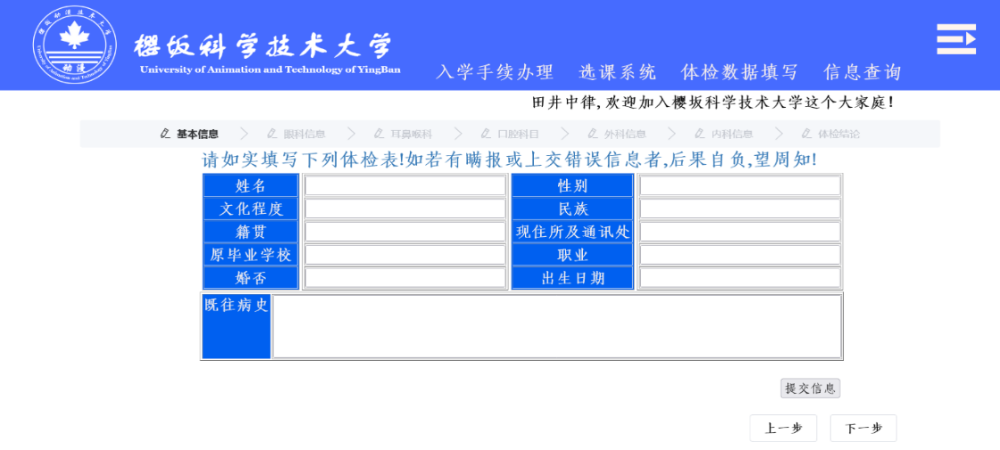 樱坂科学技术大学
University of Animation and Technology of YingBan
入学手续办理 选课系统 体检数据填写 信息查询
田井中律,欢迎加入樱坂科学技术大学这个大家庭!
基本信息 眼科信息 耳鼻喉科 口腔科目 外科信息 内科信息 体检结论
请如实填写下列体检表!如若有瞒报或上交错误信息者,后果自负,望周知!
姓名 性别
文化程度 民族
籍贯 现住所及通讯处
原毕业学校 职业
婚否 出生日期
既往病史
提交信息
上一步 下一步